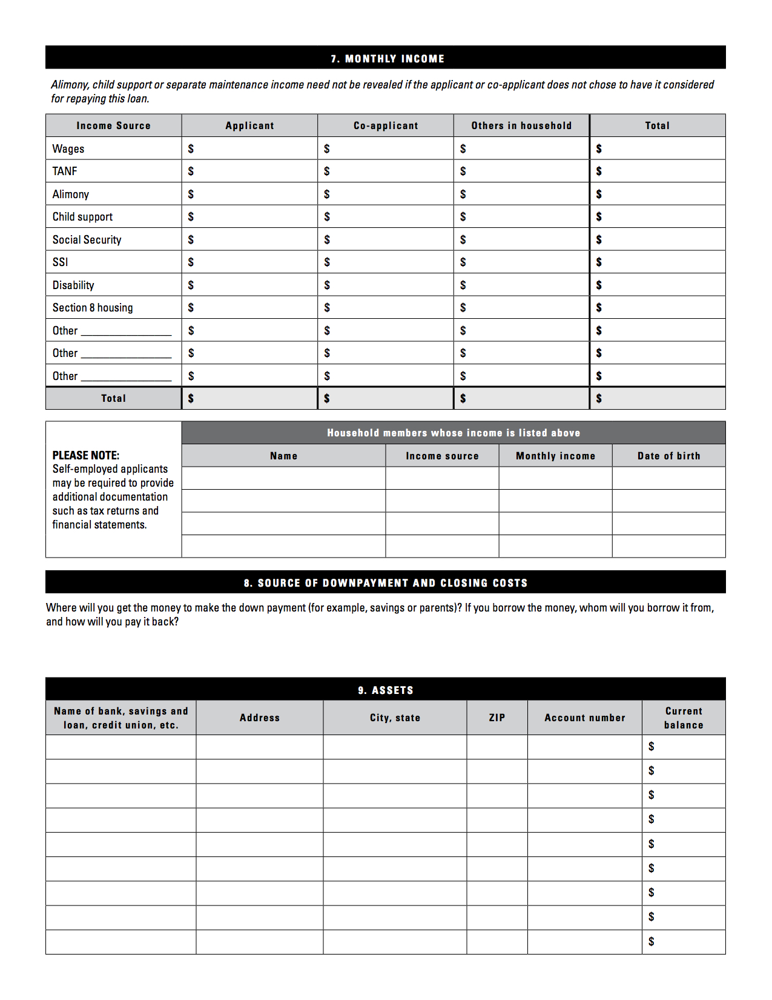 7. MONTHLY INCOME
Alimony, child support or separate maintenance income need not be revealed if the applicant or co-applicant does not chose to have it considered
for repaying this loan.
Income Source Applicant Co-applicant Others in household Total
Wages $ $ $ $
TANF $ $ $ $
Alimony $ $ $ $
Child support $ $ $ $
Social Security $ $ $ $
SSI $ $ $ $
Disability $ $ $ $
Section 8 housing $ $ $ $
Other ________________ $ $ $ $
Other ________________ $ $ $ $
Other ________________ $ $ $ $
Total $ $ $ $
PLEASE NOTE:
Self-employed applicants
may be required to provide
additional documentation
such as tax returns and
financial statements.
Household members whose income is listed above
Name Income source Monthly income Date of birth
8. SOURCE OF DOWNPAYMENT AND CLOSING COSTS
Where will you get the money to make the down payment (for example, savings or parents)? If you borrow the money, whom will you borrow it from,
and how will you pay it back?
9. ASSETS
Name of bank, savings and
loan, credit union, etc.
Address
City, state
ZIP
Account number
Current
balance
$
$
$
$
$
$
$
$
$